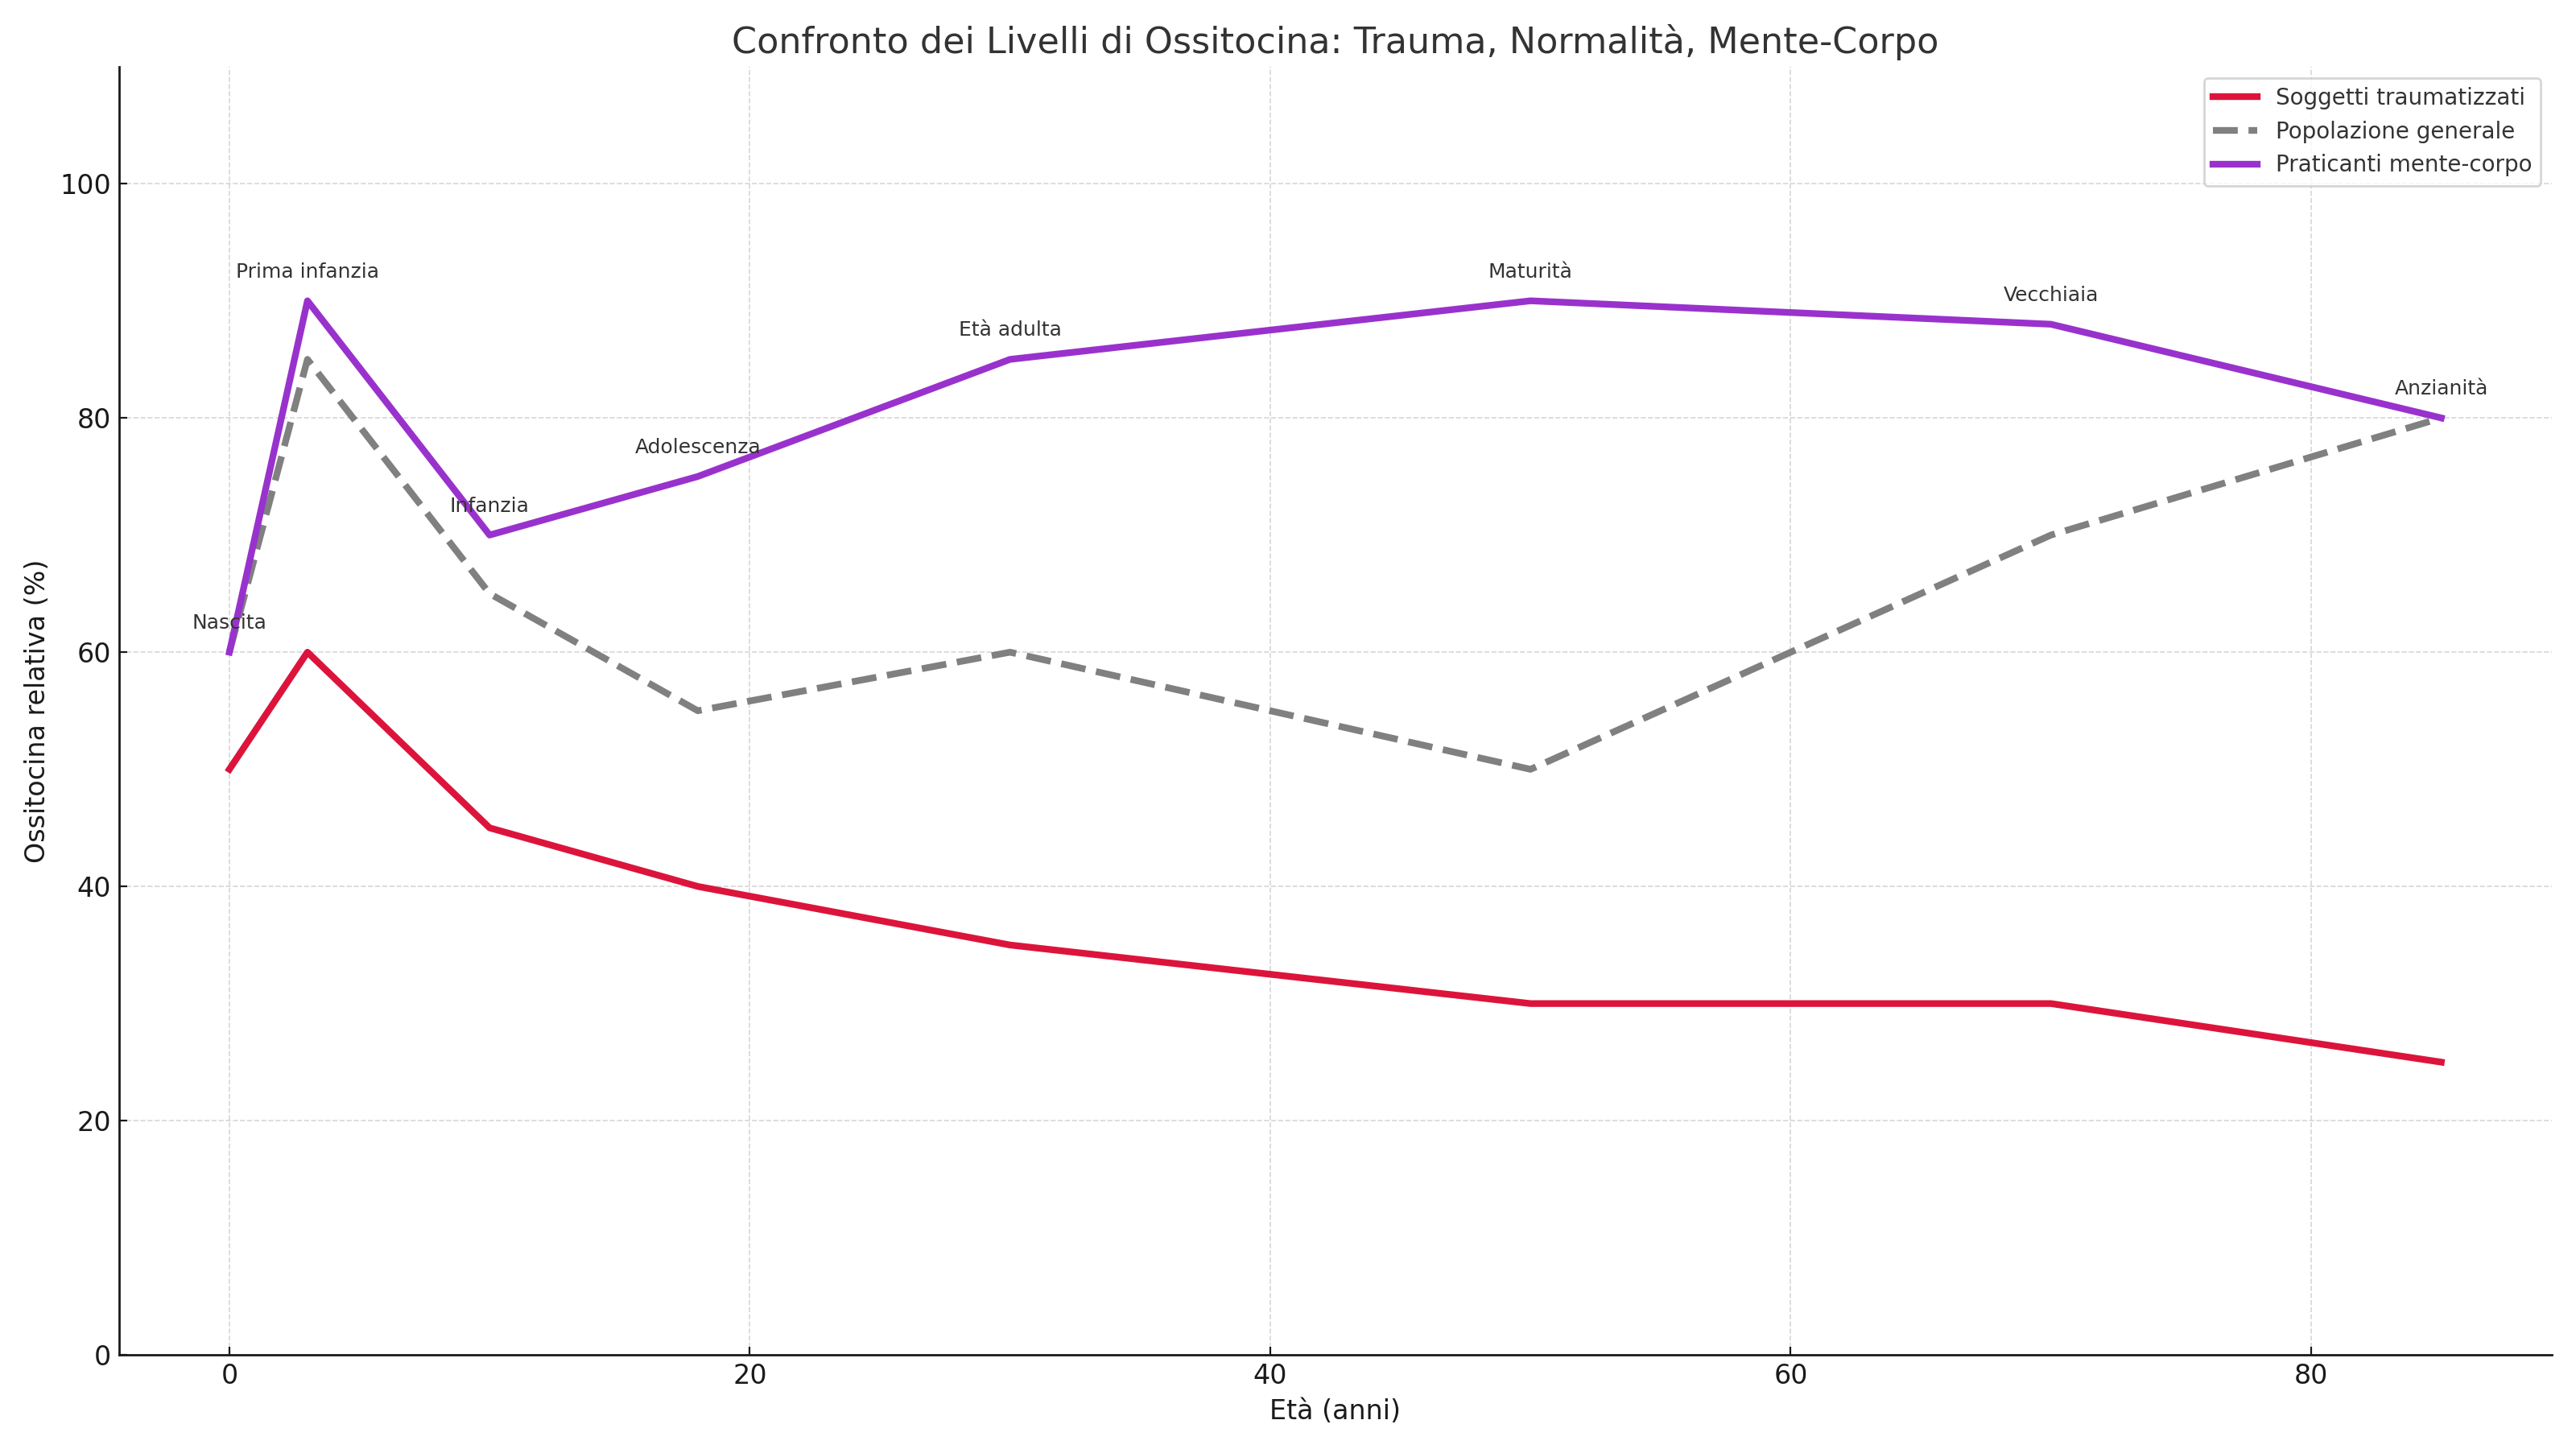 Confronto dei Livelli di Ossitocina: Trauma, Normalità, Mente-Corpo
Soggetti traumatizzati
Popolazione generale
Praticanti mente-corpo
100
80
60
40
20
0
Ossitocina relativa (%)
Nascita
Prima infanzia
Infanzia
Adolescenza
Età adulta
Maturità
Vecchiaia
Anzianità
0
20
40
60
80
Età (anni)